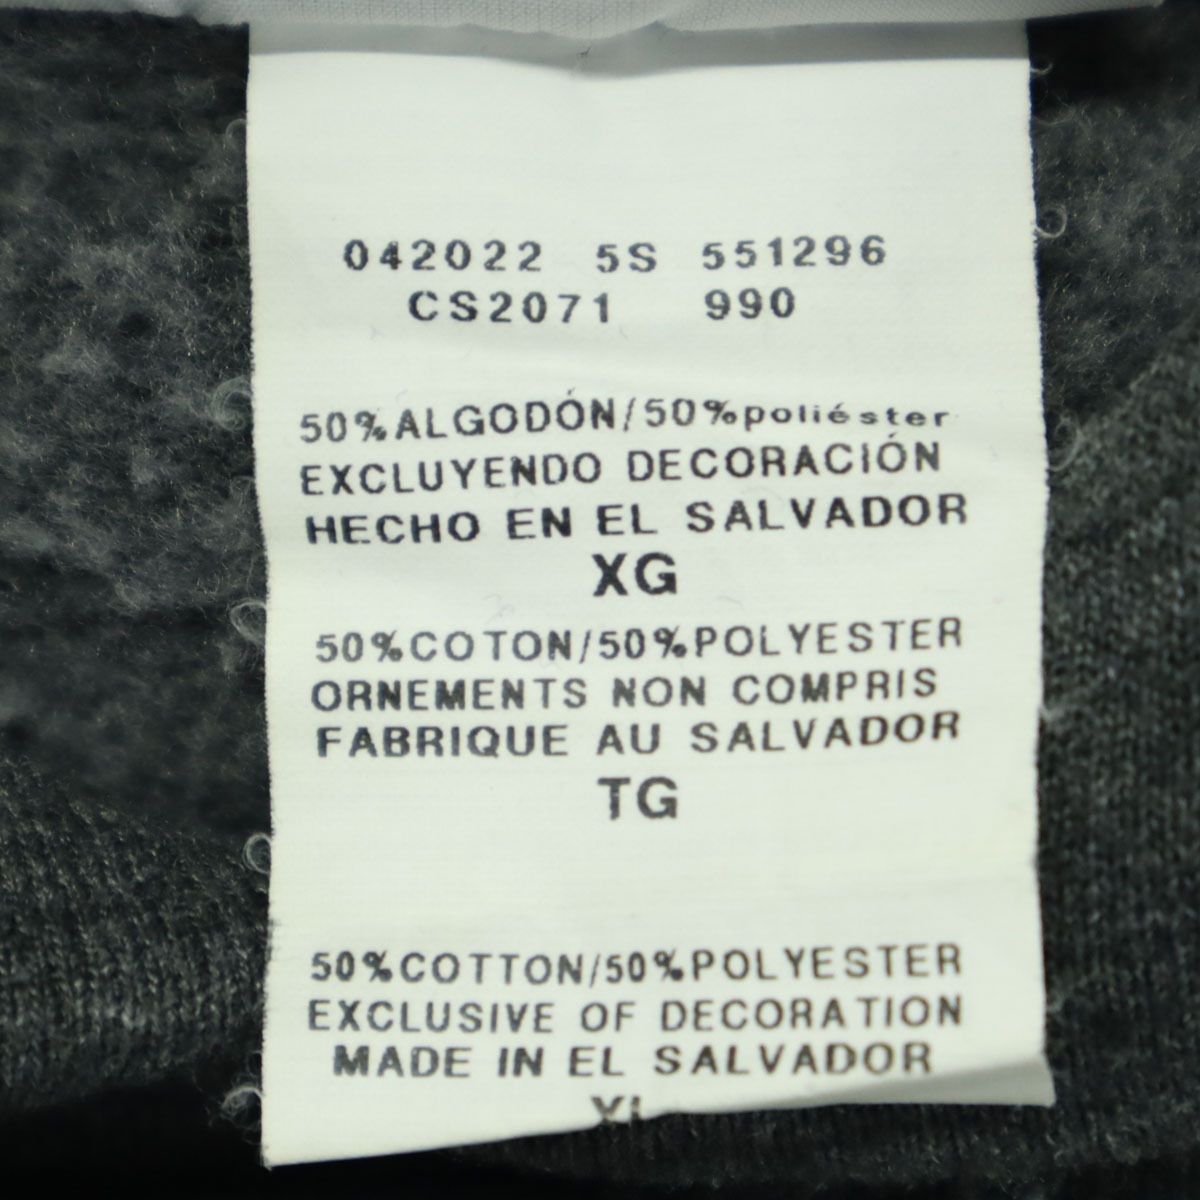 042022 5S 551296
CS2071 990
50%ALGODÓN/50%poliéster
EXCLUYENDO DECORACIÓN
HECHO EN EL SALVADOR
XG
50%COTON/50%POLYESTER
ORNEMENTS NON COMPRIS
FABRIQUE AU SALVADOR
TG
50%COTTON/50%POLYESTER
EXCLUSIVE OF DECORATION
MADE IN EL SALVADOR
XL